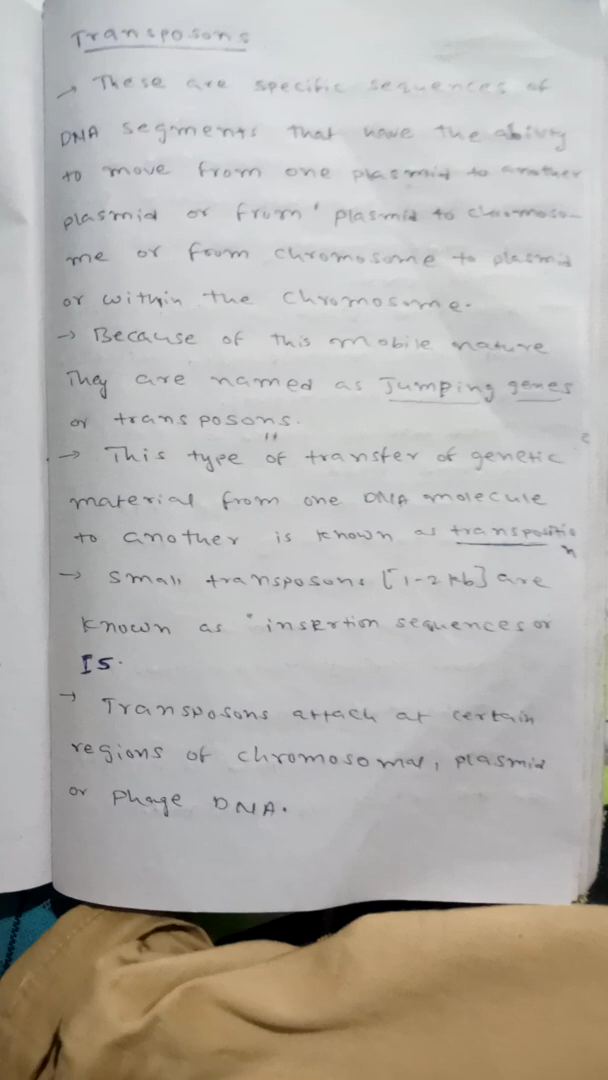 Transposons
→ These are specific sequences of
DNA segments that have the ability
to move from one plasmid to another
plasmid or from plasmid to chromoso-
me or from chromosome to plasmid
or within the chromosome.
→ Because of this mobile nature
They are named as Jumping genes
or transposons.
→ This type of transfer of genetic
material from one DNA molecule
to another is known as transpositio
n
→ Small transposons [1-2 kb] are
known as insertion sequences or
IS.
→ Transposons attach at certain
regions of chromosomal, plasmid
or Phage DNA.